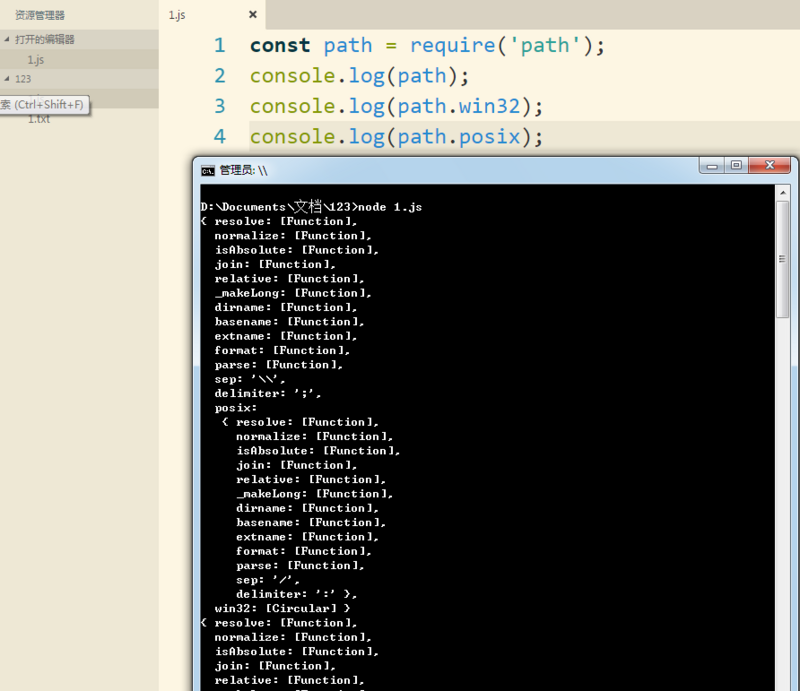 资源管理器
打开的编辑器
1.js
123
索 (Ctrl+Shift+F)
1.txt
1.js
1 const path = require('path');
2 console.log(path);
3 console.log(path.win32);
4 console.log(path.posix);
管理员: \\
D:\Documents\文档\123>node 1.js
{ resolve: [Function],
normalize: [Function],
isAbsolute: [Function],
join: [Function],
relative: [Function],
_makeLong: [Function],
dirname: [Function],
basename: [Function],
extname: [Function],
format: [Function],
parse: [Function],
sep: '\\',
delimiter: ';',
posix:
{ resolve: [Function],
normalize: [Function],
isAbsolute: [Function],
join: [Function],
relative: [Function],
_makeLong: [Function],
dirname: [Function],
basename: [Function],
extname: [Function],
format: [Function],
parse: [Function],
sep: '/',
delimiter: ':' },
win32: [Circular] }
{ resolve: [Function],
normalize: [Function],
isAbsolute: [Function],
join: [Function],
relative: [Function],